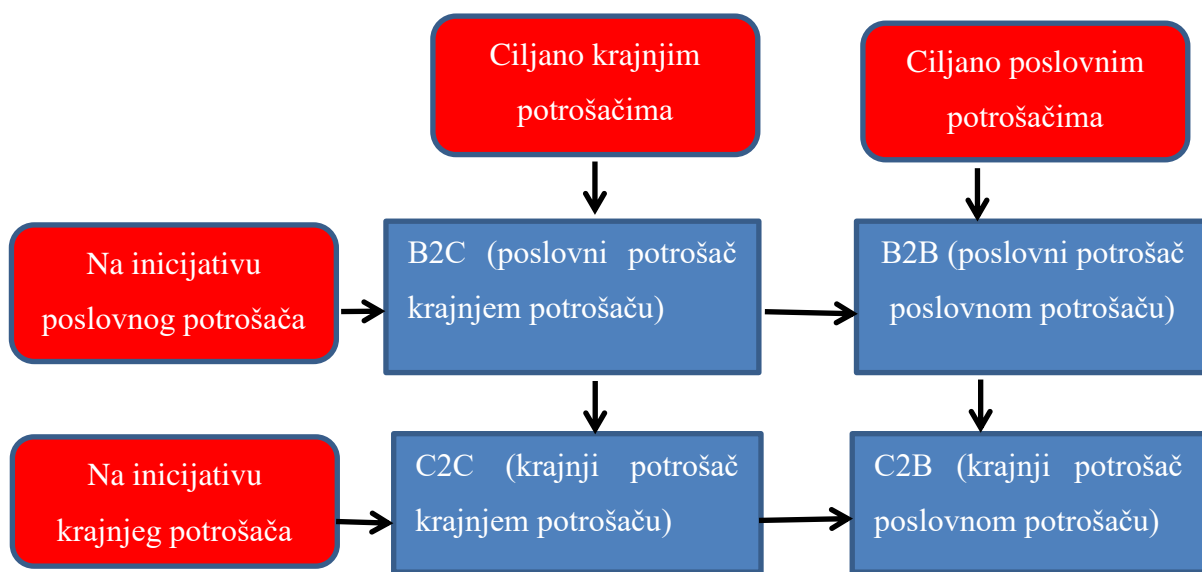 Ciljano krajnjim
potrošačima
Ciljano poslovnim
potrošačima
Na inicijativu
poslovnog potrošača
B2C (poslovni potrošač
krajnjem potrošaču)
B2B (poslovni potrošač
poslovnom potrošaču)
Na inicijativu
krajnjeg potrošača
C2C (krajnji potrošač
krajnjem potrošaču)
C2B (krajnji potrošač
poslovnom potrošaču)